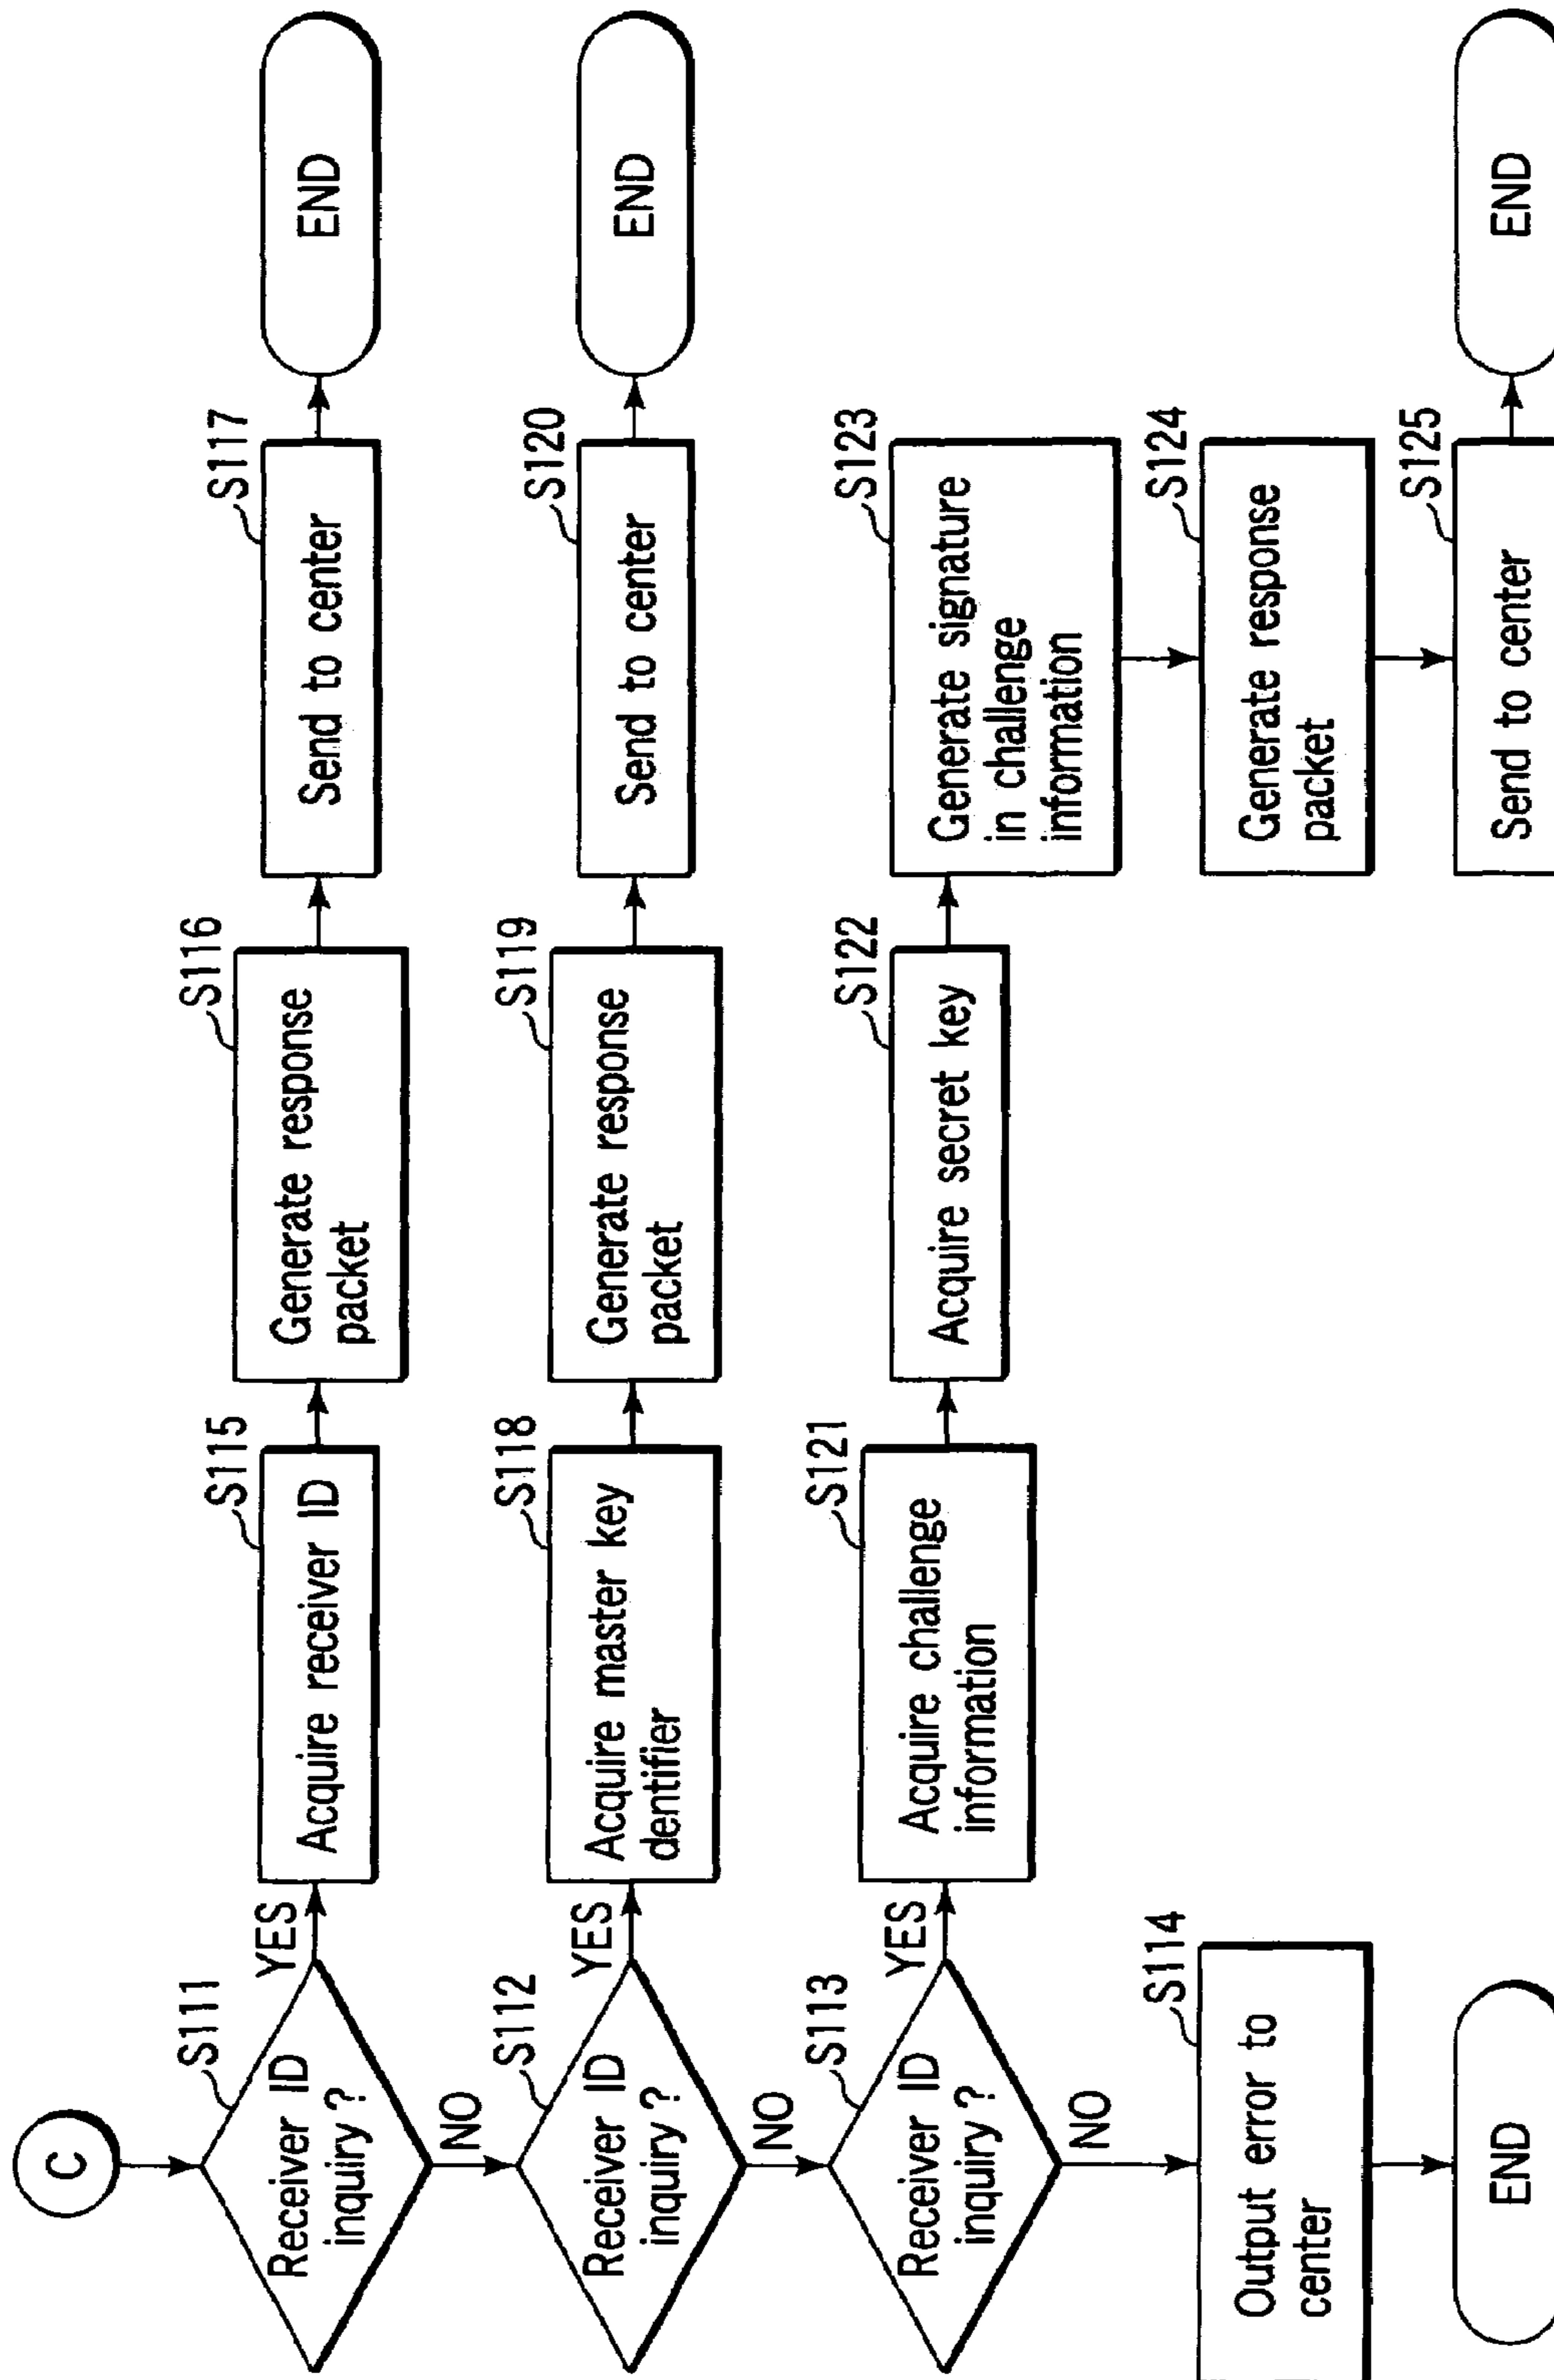 C
S111
Receiver ID
inquiry ?
YES
NO
S115
Acquire receiver ID
S116
Generate response
packet
S117
Send to center
END
S112
Receiver ID
inquiry ?
YES
NO
S118
Acquire master key
dentifier
S119
Generate response
packet
S120
Send to center
END
S113
Receiver ID
inquiry ?
YES
NO
S121
Acquire challenge
information
S122
Acquire secret key
S123
Generate signature
in challenge
information
S124
Generate response
packet
S125
Send to center
END
S114
Output error to
center
END